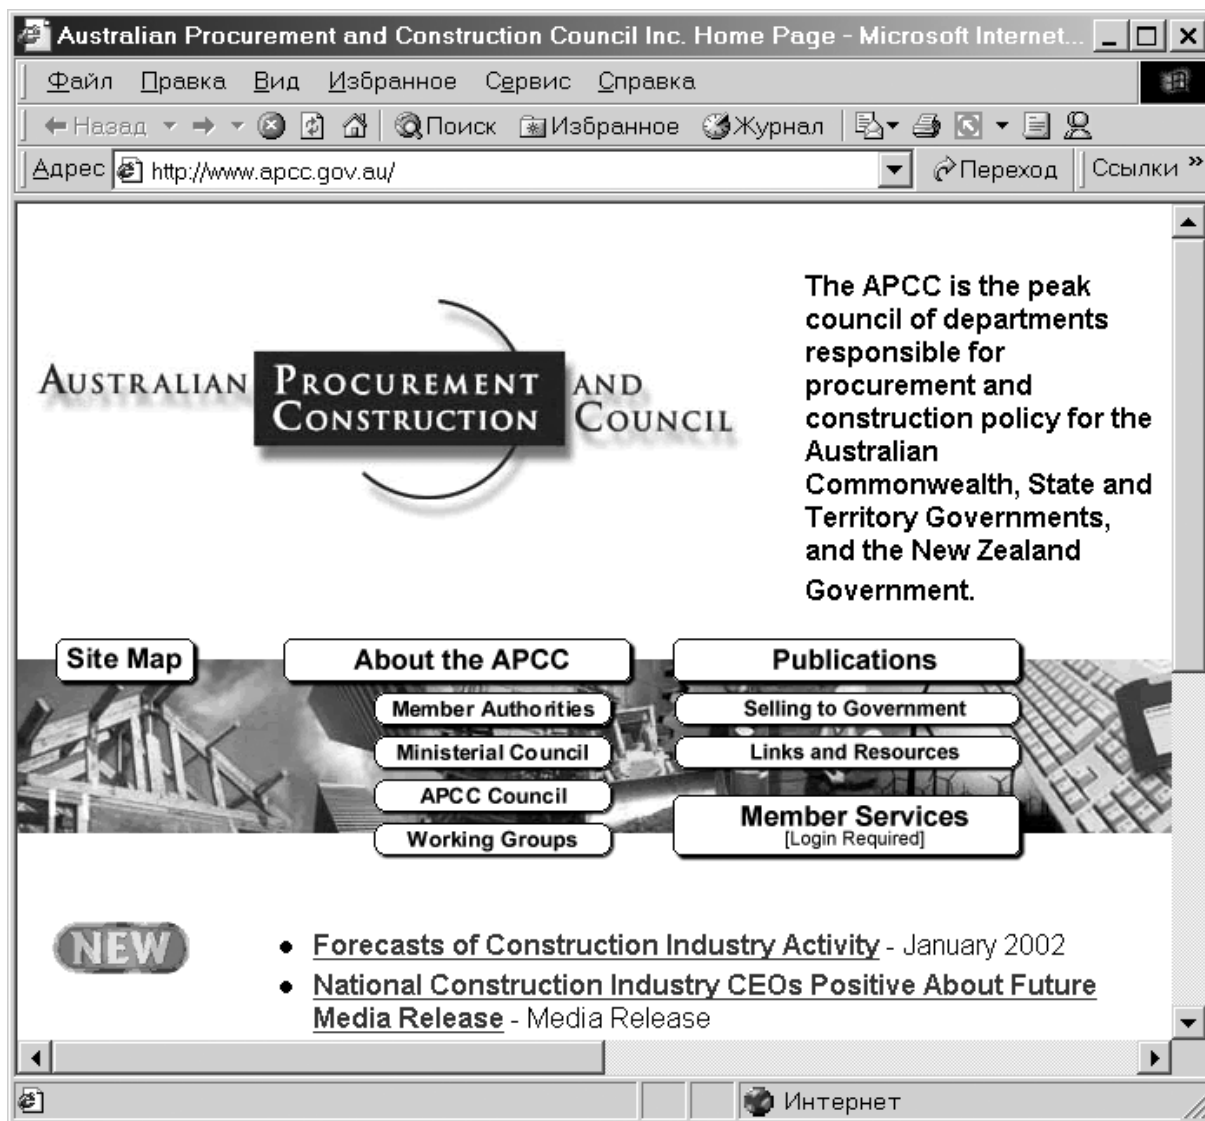 Australian Procurement and Construction Council Inc. Home Page - Microsoft Internet...
Файл Правка Вид Избранное Сервис Справка
Назад Поиск Избранное Журнал
Адрес http://www.apcc.gov.au/ Переход Ссылки »
AUSTRALIAN PROCUREMENT AND
CONSTRUCTION COUNCIL
The APCC is the peak
council of departments
responsible for
procurement and
construction policy for the
Australian
Commonwealth, State and
Territory Governments,
and the New Zealand
Government.
Site Map
About the APCC
Member Authorities
Ministerial Council
APCC Council
Working Groups
Publications
Selling to Government
Links and Resources
Member Services
[Login Required]
NEW
• Forecasts of Construction Industry Activity - January 2002
• National Construction Industry CEOs Positive About Future
Media Release - Media Release
Интернет